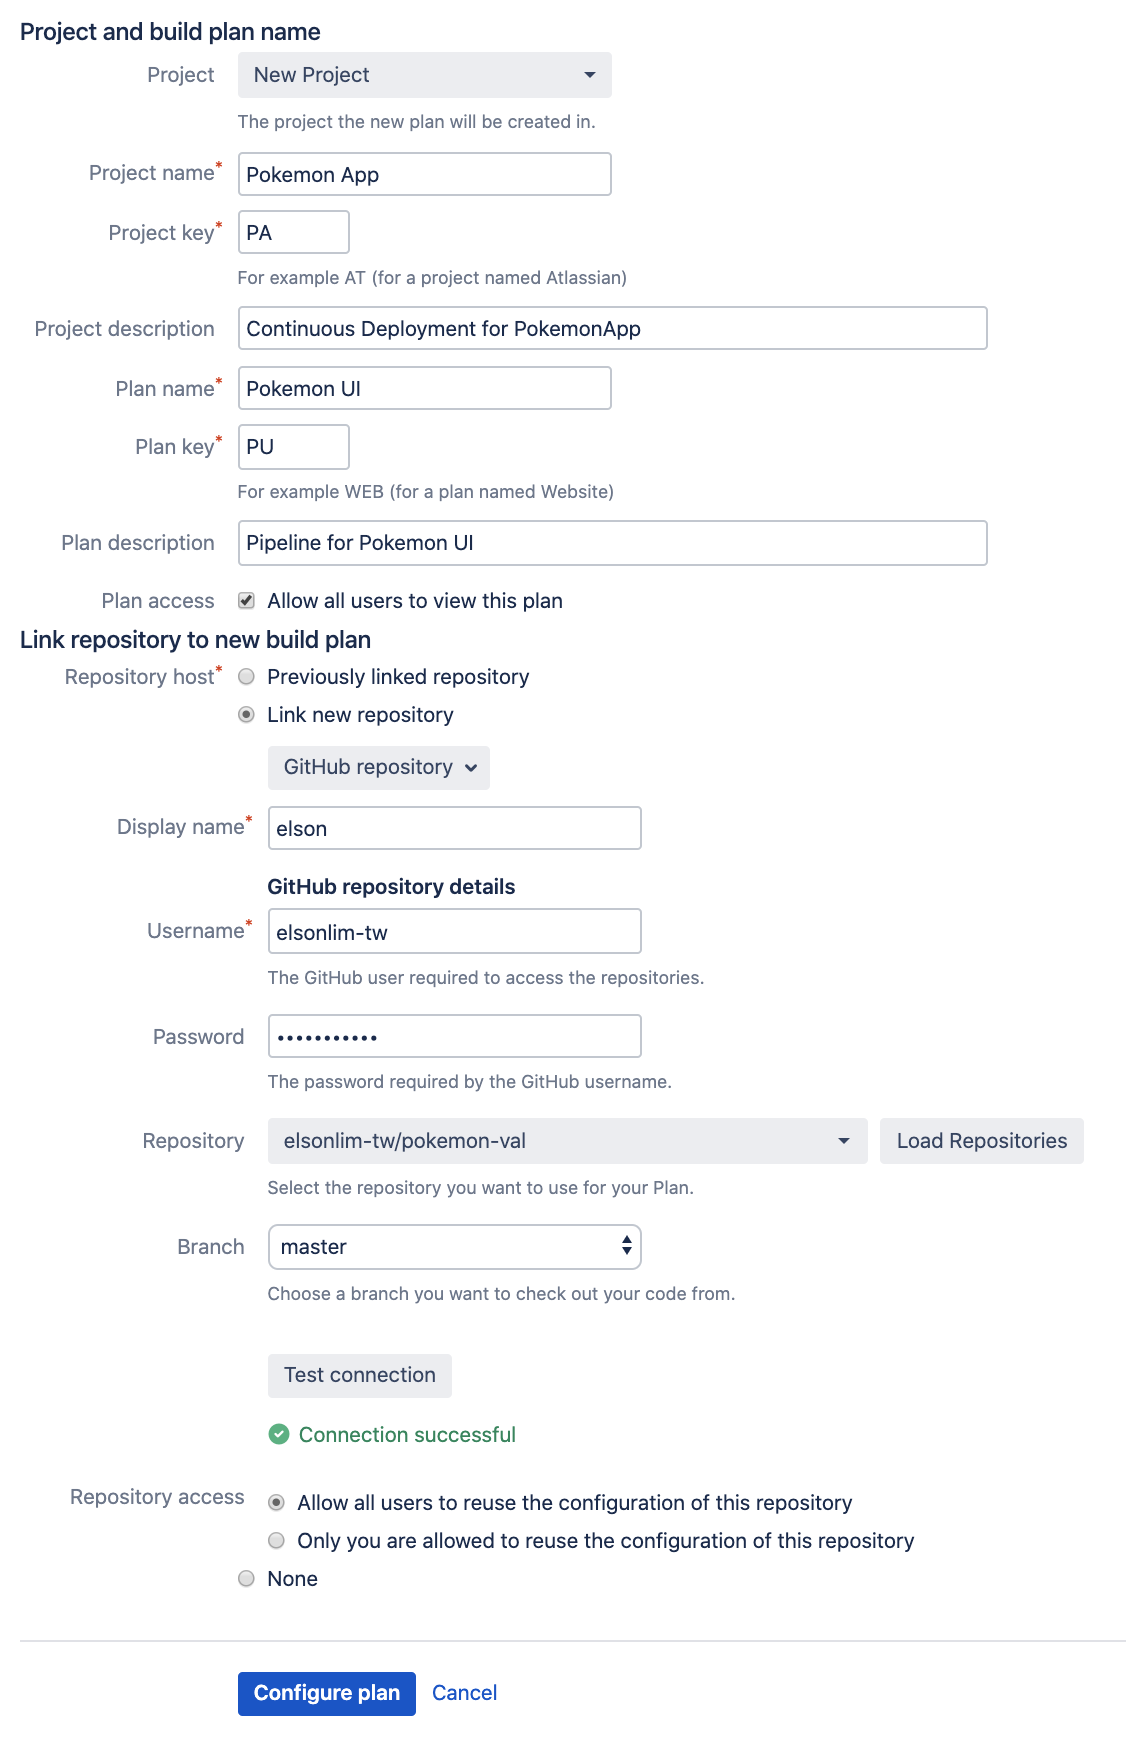 Project and build plan name
Project New Project
The project the new plan will be created in.
Project name* Pokemon App
Project key* PA
For example AT (for a project named Atlassian)
Project description Continuous Deployment for PokemonApp
Plan name* Pokemon UI
Plan key* PU
For example WEB (for a plan named Website)
Plan description Pipeline for Pokemon UI
Plan access Allow all users to view this plan
Link repository to new build plan
Repository host* Previously linked repository
Link new repository
GitHub repository
Display name* elson
GitHub repository details
Username* elsonlim-tw
The GitHub user required to access the repositories.
Password •••••••••••
The password required by the GitHub username.
Repository elsonlim-tw/pokemon-val Load Repositories
Select the repository you want to use for your Plan.
Branch master
Choose a branch you want to check out your code from.
Test connection
Connection successful
Repository access Allow all users to reuse the configuration of this repository
Only you are allowed to reuse the configuration of this repository
None
Configure plan Cancel